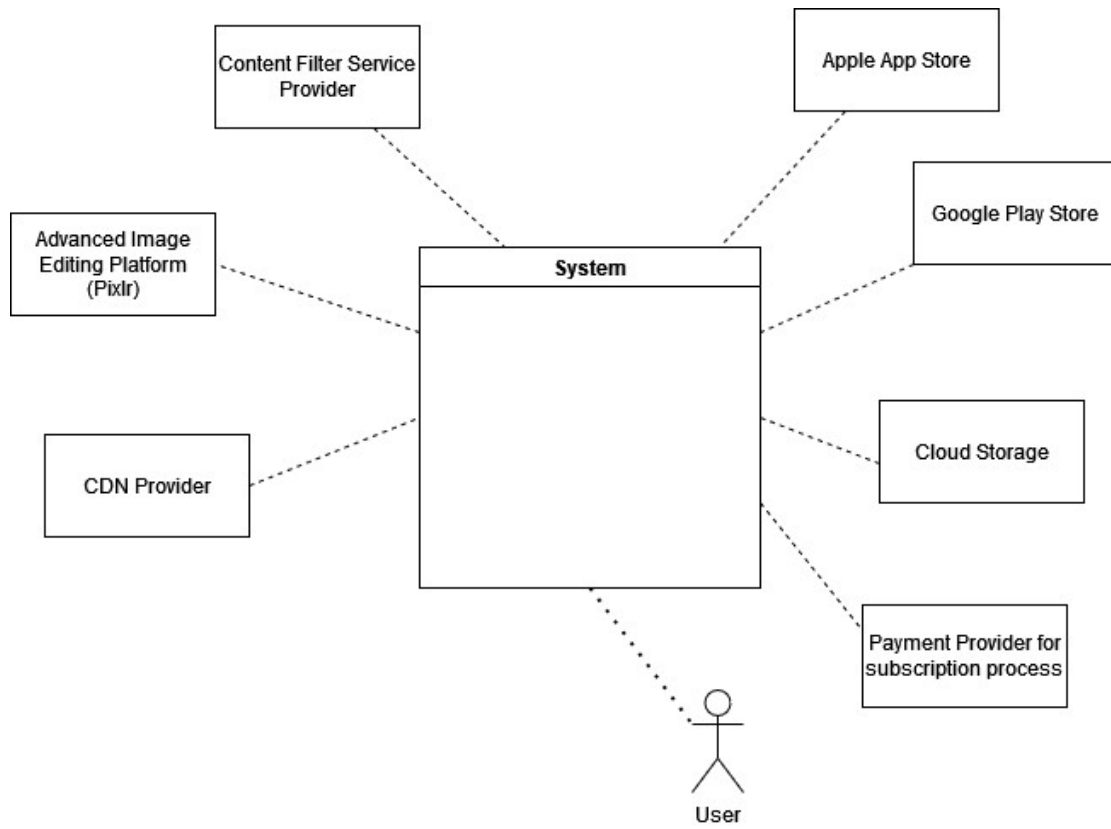 Content Filter Service
Provider
Apple App Store
Google Play Store
Advanced Image
Editing Platform
(Pixlr)
System
CDN Provider
Cloud Storage
Payment Provider for
subscription process
User